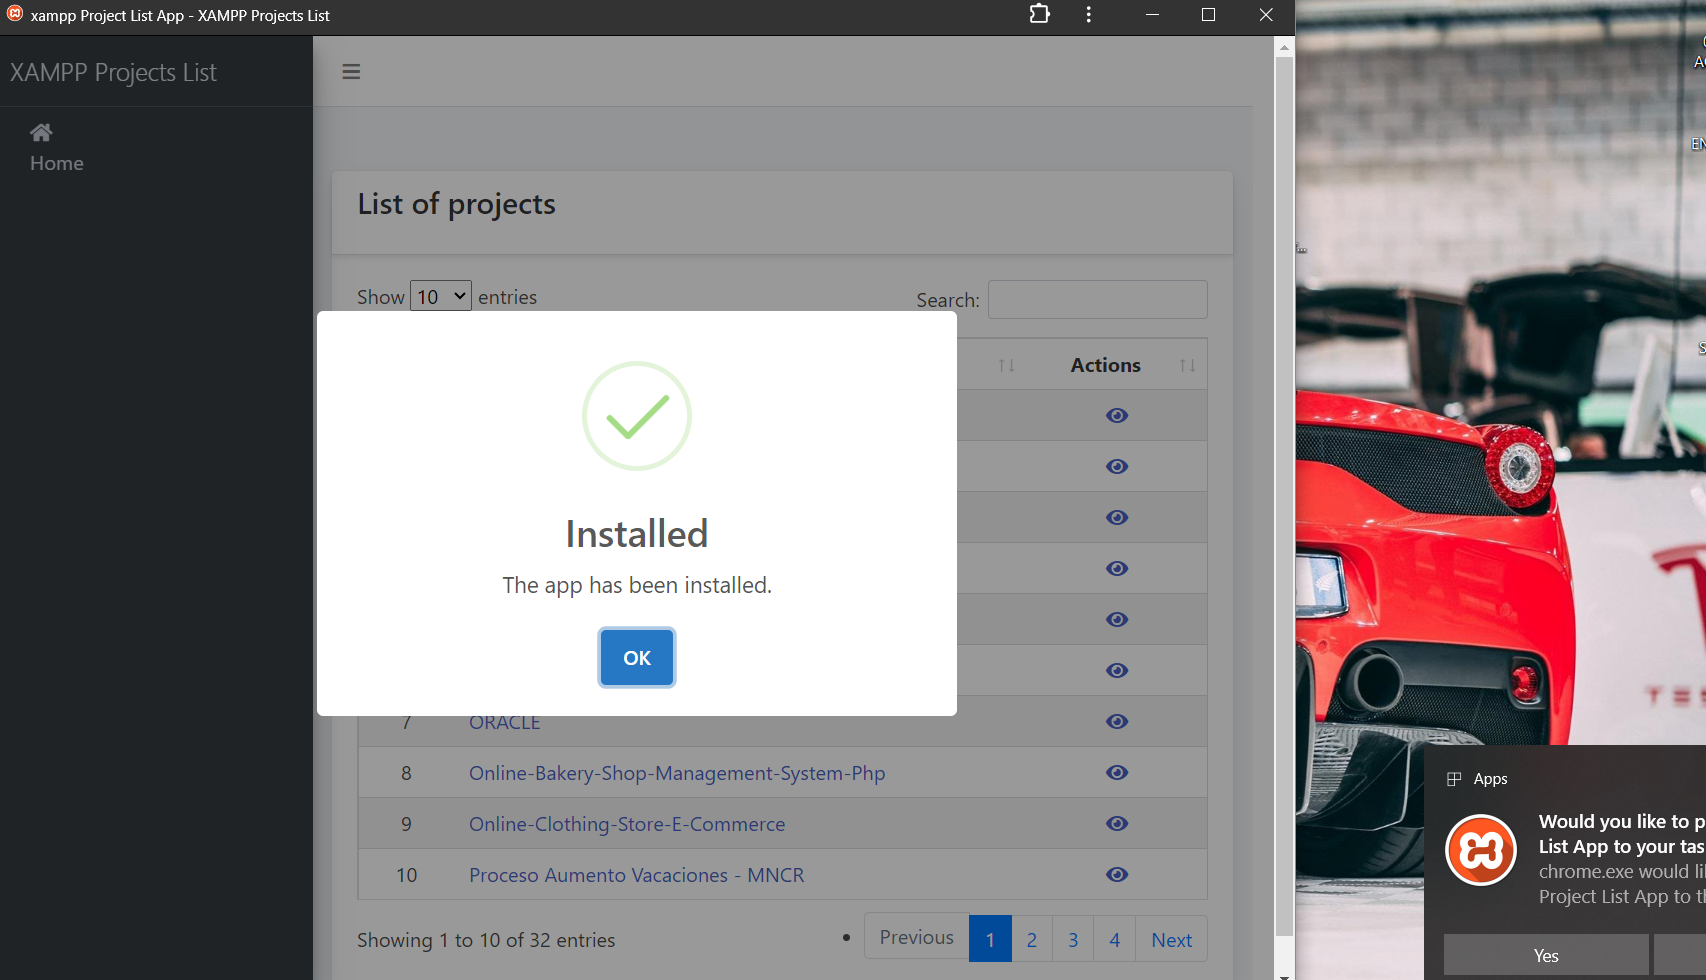 xampp Project List App - XAMPP Projects List
XAMPP Projects List
Home
List of projects
Show 10 entries
Search:
Actions
Installed
The app has been installed.
OK
7 ORACLE
8 Online-Bakery-Shop-Management-System-Php
9 Online-Clothing-Store-E-Commerce
10 Proceso Aumento Vacaciones - MNCR
Showing 1 to 10 of 32 entries
• Previous 1 2 3 4 Next
EN
Apps
Would you like to p
List App to your tas
chrome.exe would li
Project List App to th
Yes